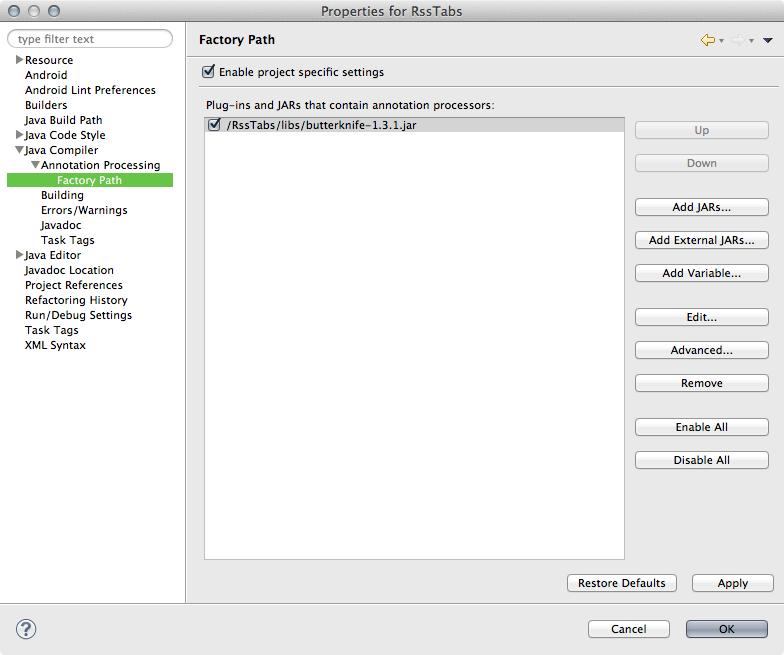 Properties for RssTabs
type filter text
Resource
Android
Android Lint Preferences
Builders
Java Build Path
Java Code Style
Java Compiler
Annotation Processing
Factory Path
Building
Errors/Warnings
Javadoc
Task Tags
Java Editor
Javadoc Location
Project References
Refactoring History
Run/Debug Settings
Task Tags
XML Syntax
Factory Path
Enable project specific settings
Plug-ins and JARs that contain annotation processors:
/RssTabs/libs/butterknife-1.3.1.jar
Up
Down
Add JARs...
Add External JARs...
Add Variable...
Edit...
Advanced...
Remove
Enable All
Disable All
Restore Defaults
Apply
?
Cancel
OK